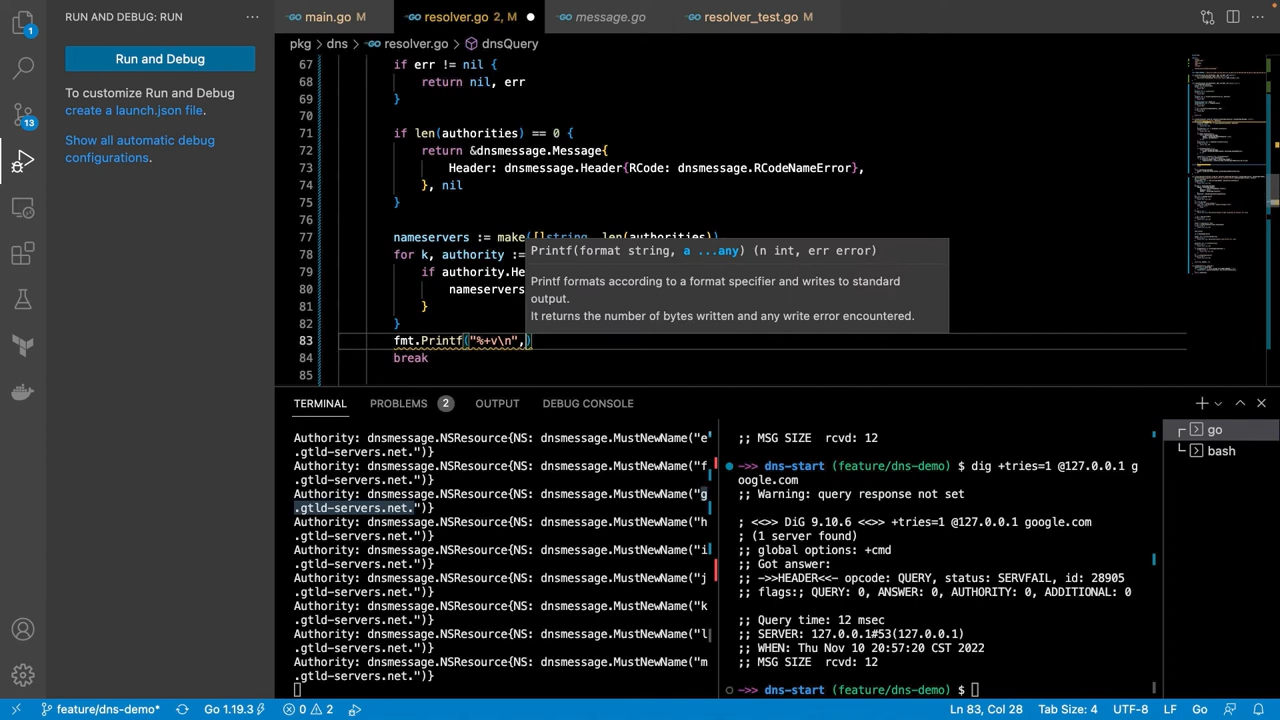 RUN AND DEBUG: RUN
Run and Debug
To customize Run and Debug
create a launch.json file.
Show all automatic debug
configurations.
1
13
main.go M
resolver.go 2, M
message.go
resolver_test.go M
pkg > dns > resolver.go > dnsQuery
67 if err != nil {
68 return nil, err
69 }
70
71 if len(authorities) == 0 {
72 return &dnsmessage.Message{
73 Header: dnsmessage.Header{RCode: dnsmessage.RCodeNameError},
74 }, nil
75 }
76
77 nameservers := make([]string, len(authorities))
78 for k, authority :=
79 if authority.He
80 nameservers
81 }
82 }
83 fmt.Printf("%+v\n",)
84 break
85
Printf(format string, a ...any) (n int, err error)
Printf formats according to a format specifier and writes to standard
output.
It returns the number of bytes written and any write error encountered.
TERMINAL PROBLEMS 2 OUTPUT DEBUG CONSOLE
Authority: dnsmessage.NSResource{NS: dnsmessage.MustNewName("e
.gtld-servers.net.")}
Authority: dnsmessage.NSResource{NS: dnsmessage.MustNewName("f
.gtld-servers.net.")}
Authority: dnsmessage.NSResource{NS: dnsmessage.MustNewName("g
.gtld-servers.net.")}
Authority: dnsmessage.NSResource{NS: dnsmessage.MustNewName("h
.gtld-servers.net.")}
Authority: dnsmessage.NSResource{NS: dnsmessage.MustNewName("i
.gtld-servers.net.")}
Authority: dnsmessage.NSResource{NS: dnsmessage.MustNewName("j
.gtld-servers.net.")}
Authority: dnsmessage.NSResource{NS: dnsmessage.MustNewName("k
.gtld-servers.net.")}
Authority: dnsmessage.NSResource{NS: dnsmessage.MustNewName("l
.gtld-servers.net.")}
Authority: dnsmessage.NSResource{NS: dnsmessage.MustNewName("m
.gtld-servers.net.")}
;; MSG SIZE rcvd: 12
->> dns-start (feature/dns-demo) $ dig +tries=1 @127.0.0.1 g
oogle.com
;; Warning: query response not set
; <<>> DiG 9.10.6 <<>> +tries=1 @127.0.0.1 google.com
; (1 server found)
;; global options: +cmd
;; Got answer:
;; ->>HEADER<<- opcode: QUERY, status: SERVFAIL, id: 28905
;; flags:; QUERY: 0, ANSWER: 0, AUTHORITY: 0, ADDITIONAL: 0
;; Query time: 12 msec
;; SERVER: 127.0.0.1#53(127.0.0.1)
;; WHEN: Thu Nov 10 20:57:20 CST 2022
;; MSG SIZE rcvd: 12
->> dns-start (feature/dns-demo) $
go
bash
feature/dns-demo* Go 1.19.3 0 2 Ln 83, Col 28 Tab Size: 4 UTF-8 LF Go